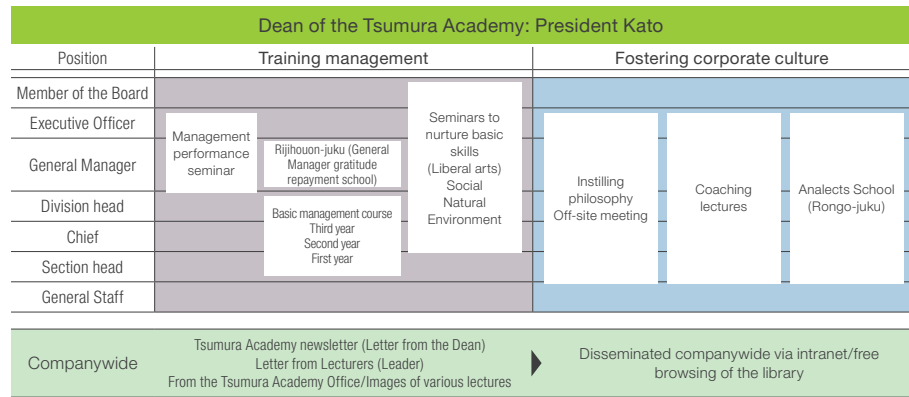 Dean of the Tsumura Academy: President Kato
Position
Training management
Fostering corporate culture
Member of the Board
Executive Officer
General Manager
Division head
Chief
Section head
General Staff
Management
performance
seminar
Rijihouon-juku (General
Manager gratitude
repayment school)
Basic management course
Third year
Second year
First year
Seminars to
nurture basic
skills
(Liberal arts)
Social
Natural
Environment
Instilling
philosophy
Off-site meeting
Coaching
lectures
Analects School
(Rongo-juku)
Companywide
Tsumura Academy newsletter (Letter from the Dean)
Letter from Lecturers (Leader)
From the Tsumura Academy Office/Images of various lectures
Disseminated companywide via intranet/free
browsing of the library